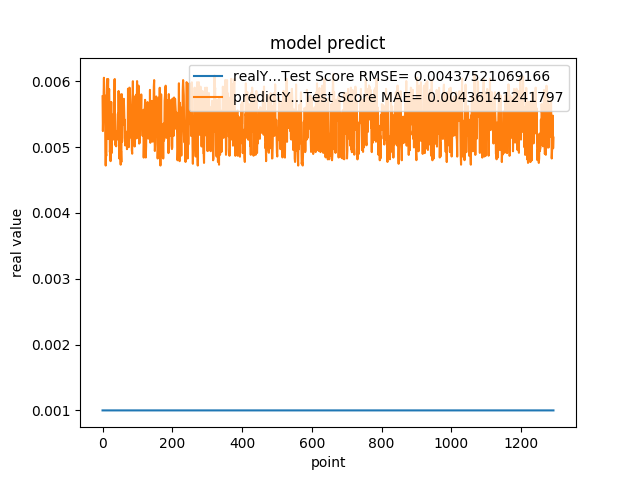 model predict
realY...Test Score RMSE= 0.00437521069166
predictY...Test Score MAE= 0.00436141241797
0.006
0.005
0.004
0.003
0.002
0.001
real value
0 200 400 600 800 1000 1200
point